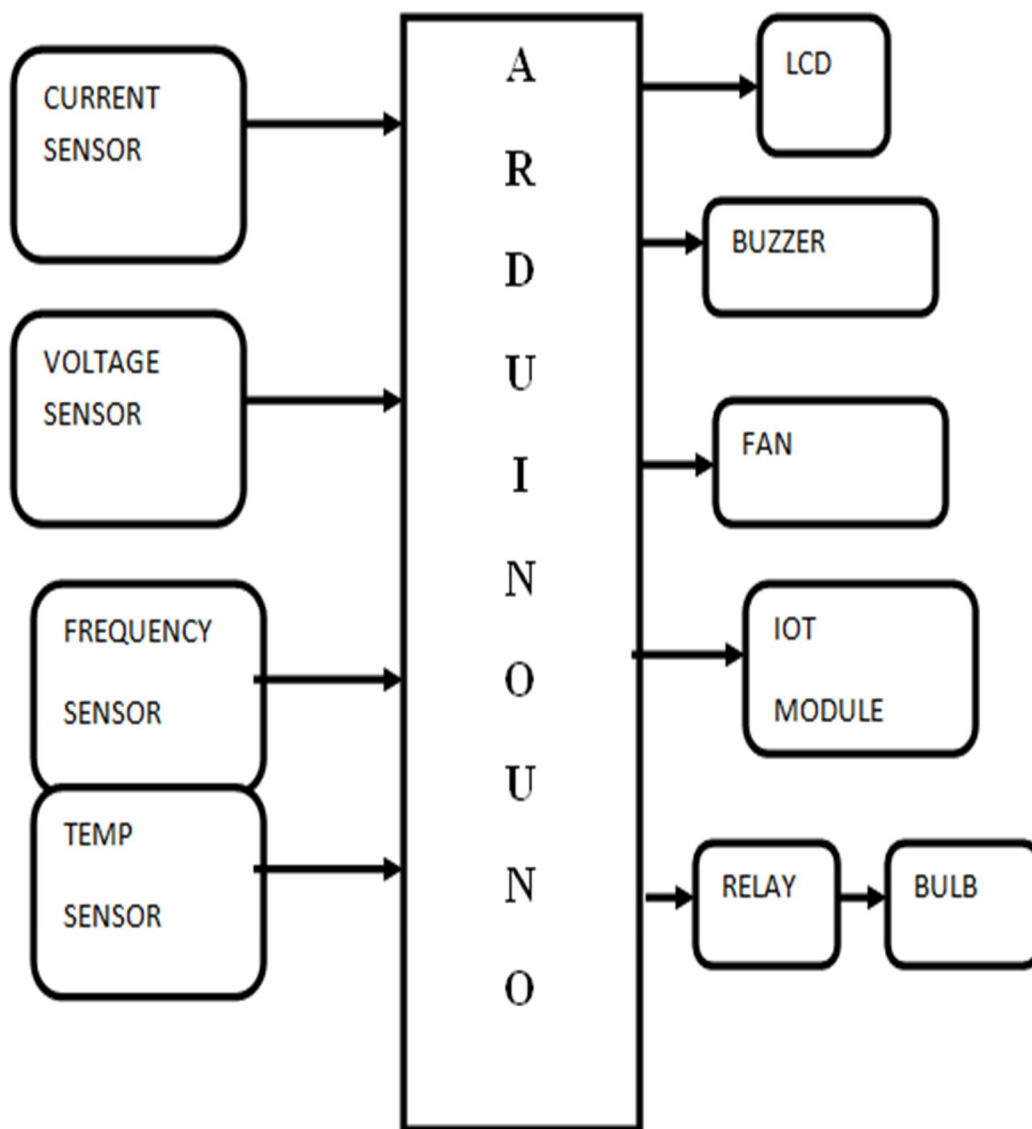 CURRENT
SENSOR
VOLTAGE
SENSOR
FREQUENCY
SENSOR
TEMP
SENSOR
A
R
D
U
I
N
O
U
N
O
LCD
BUZZER
FAN
IOT
MODULE
RELAY
BULB